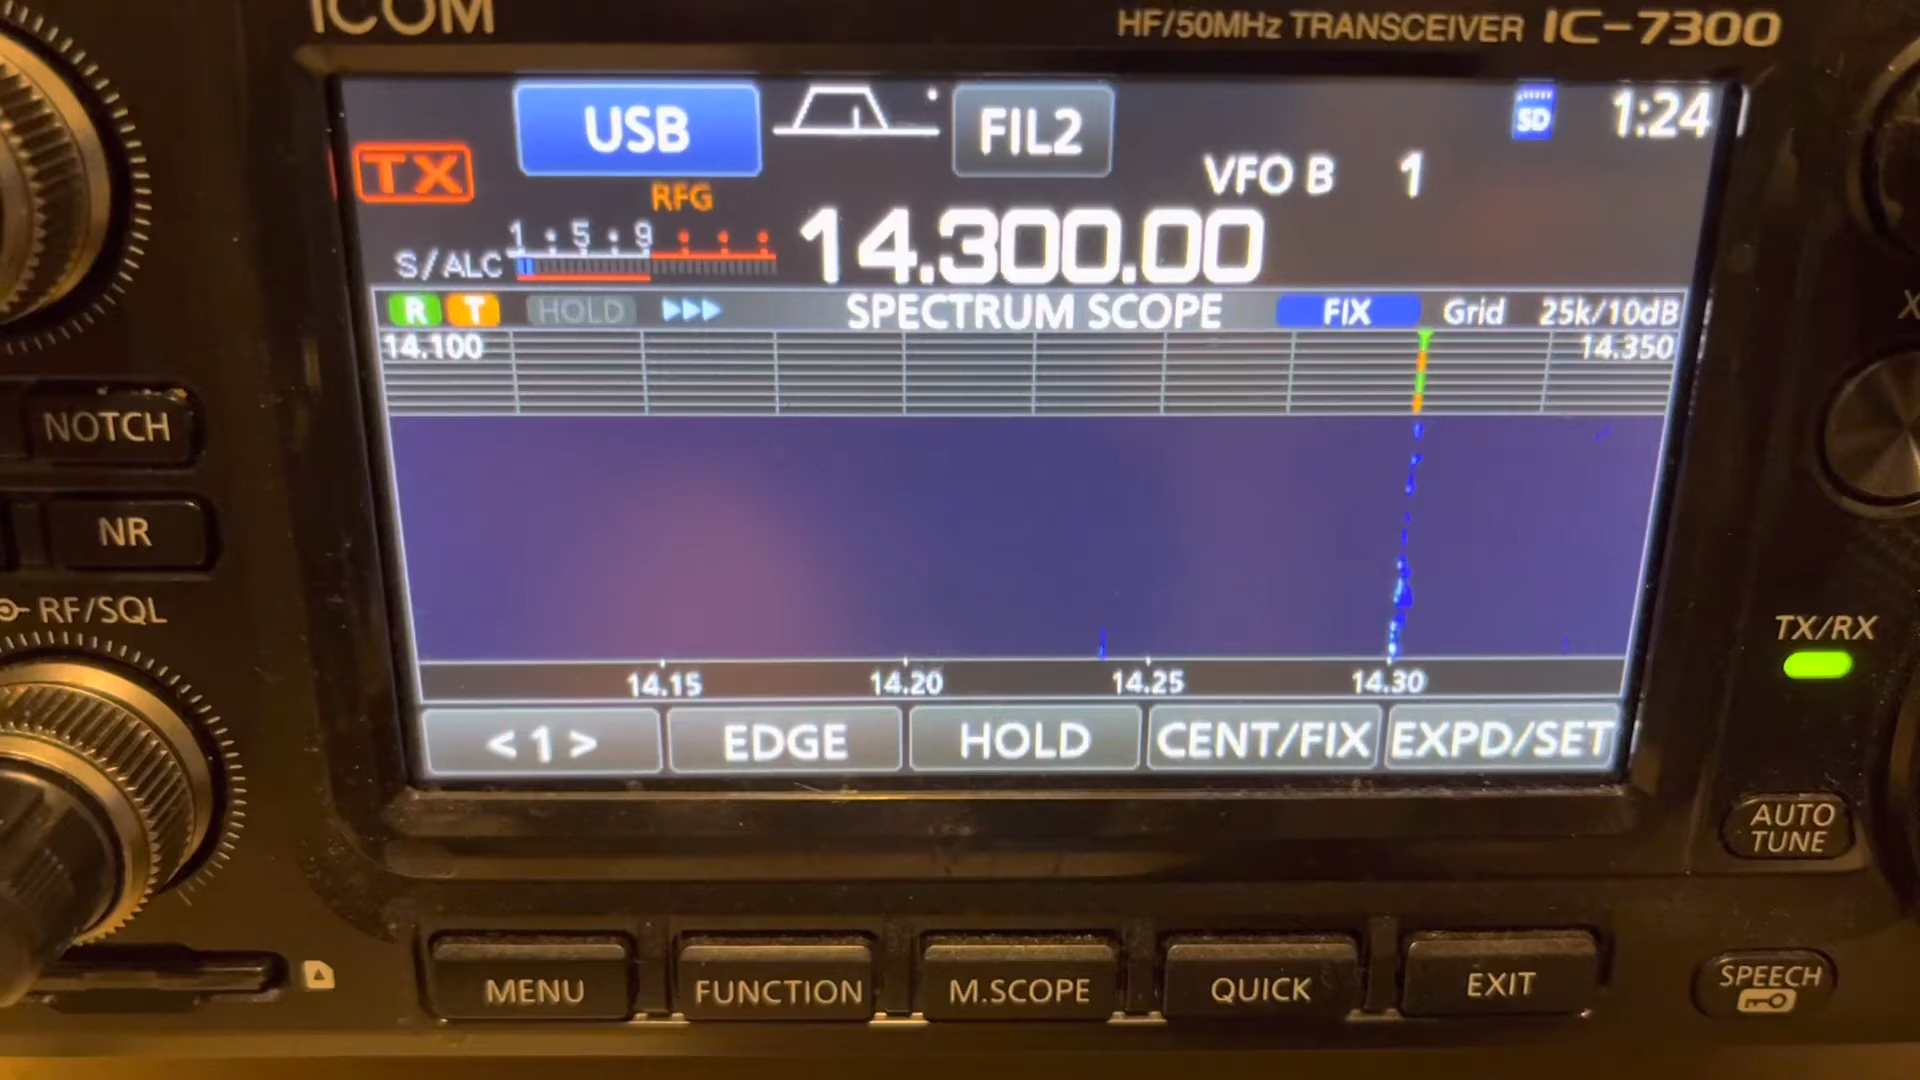 ICOM
HF/50MHz TRANSCEIVER IC-7300
USB
FIL2
SD
1:24
TX
RFG
VFO B 1
1 5 9
S/ALC
14.300.00
R T HOLD SPECTRUM SCOPE FIX Grid 25k/10dB
14.100
14.350
NOTCH
NR
RF/SQL
TX/RX
14.15 14.20 14.25 14.30
<1> EDGE HOLD CENT/FIX EXPD/SET
AUTO
TUNE
MENU FUNCTION M.SCOPE QUICK EXIT
SPEECH